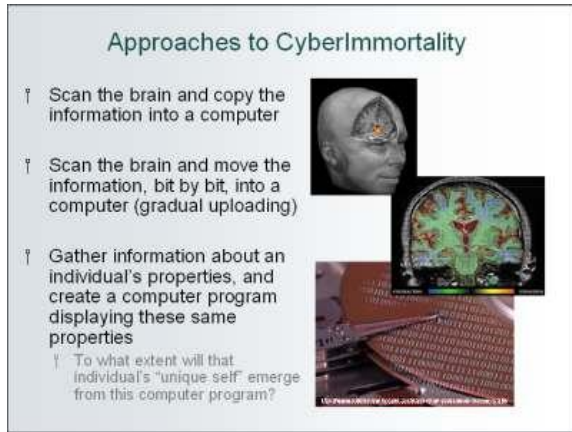 Approaches to CyberImmortality
Scan the brain and copy the
information into a computer
Scan the brain and move the
information, bit by bit, into a
computer (gradual uploading)
Gather information about an
individual's properties, and
create a computer program
displaying these same
properties
To what extent will that
individual's "unique self" emerge
from this computer program?